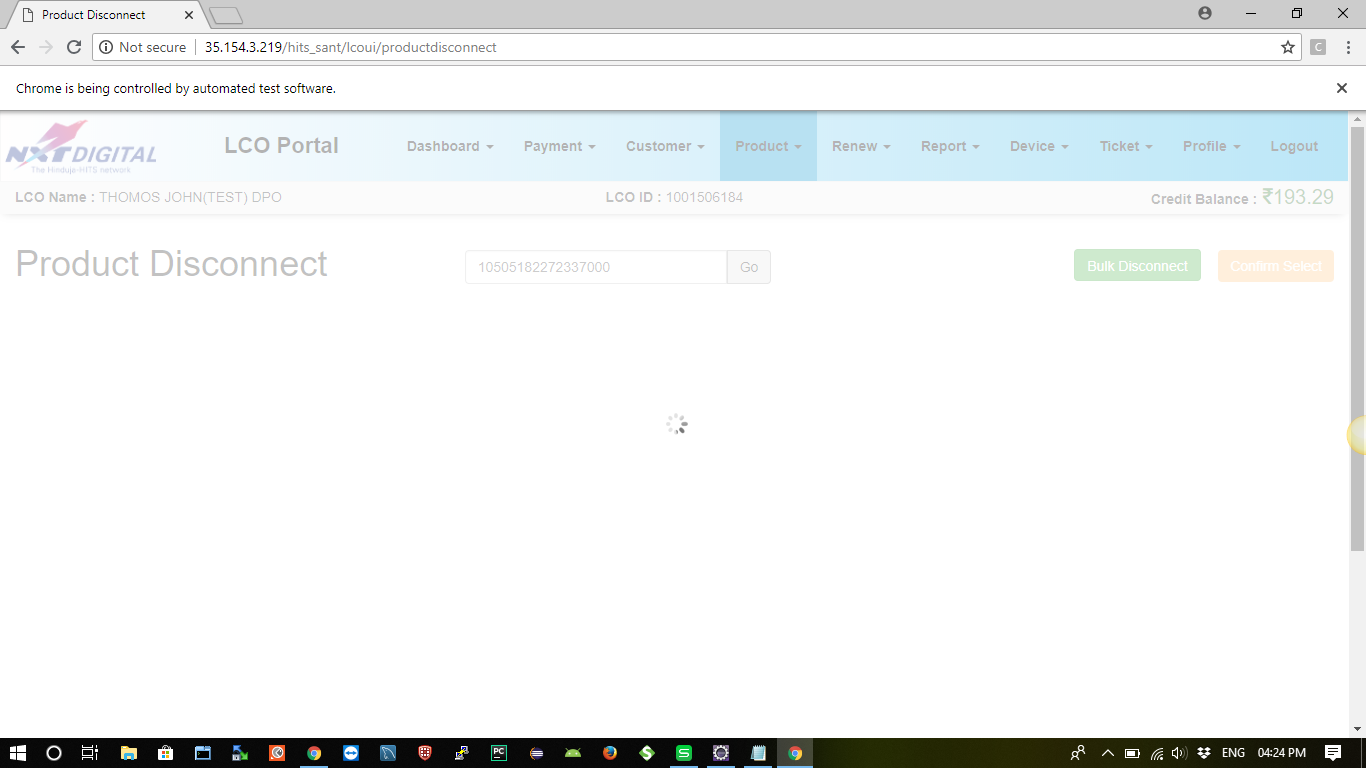 Product Disconnect
Not secure 35.154.3.219/hits_sant/lcoui/productdisconnect
C
Chrome is being controlled by automated test software.
NXTDIGITAL
The Hinduja-HITS network
LCO Portal Dashboard Payment Customer Product Renew Report Device Ticket Profile Logout
LCO Name : THOMOS JOHN(TEST) DPO LCO ID : 1001506184 Credit Balance : ₹193.29
Product Disconnect 10505182272337000 Go Bulk Disconnect Confirm Select
PC S S ENG 04:24 PM